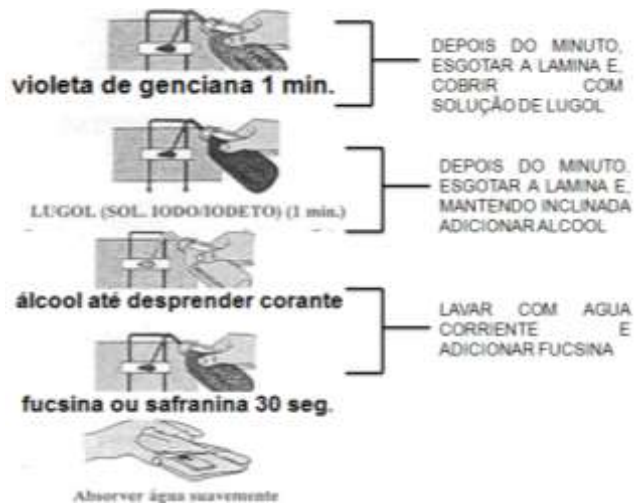 violeta de genciana 1 min.
DEPOIS DO MINUTO,
ESGOTAR A LAMINA E,
COBRIR COM
SOLUÇÃO DE LUGOL
LUGOL (SOL. IODO/IODETO) (1 min.)
DEPOIS DO MINUTO.
ESGOTAR A LAMINA E,
MANTENDO INCLINADA
ADICIONAR ALCOOL
álcool até desprender corante
LAVAR COM AGUA
CORRENTE E
ADICIONAR FUCSINA
fucsina ou safranina 30 seg.
Absorver água suavemente